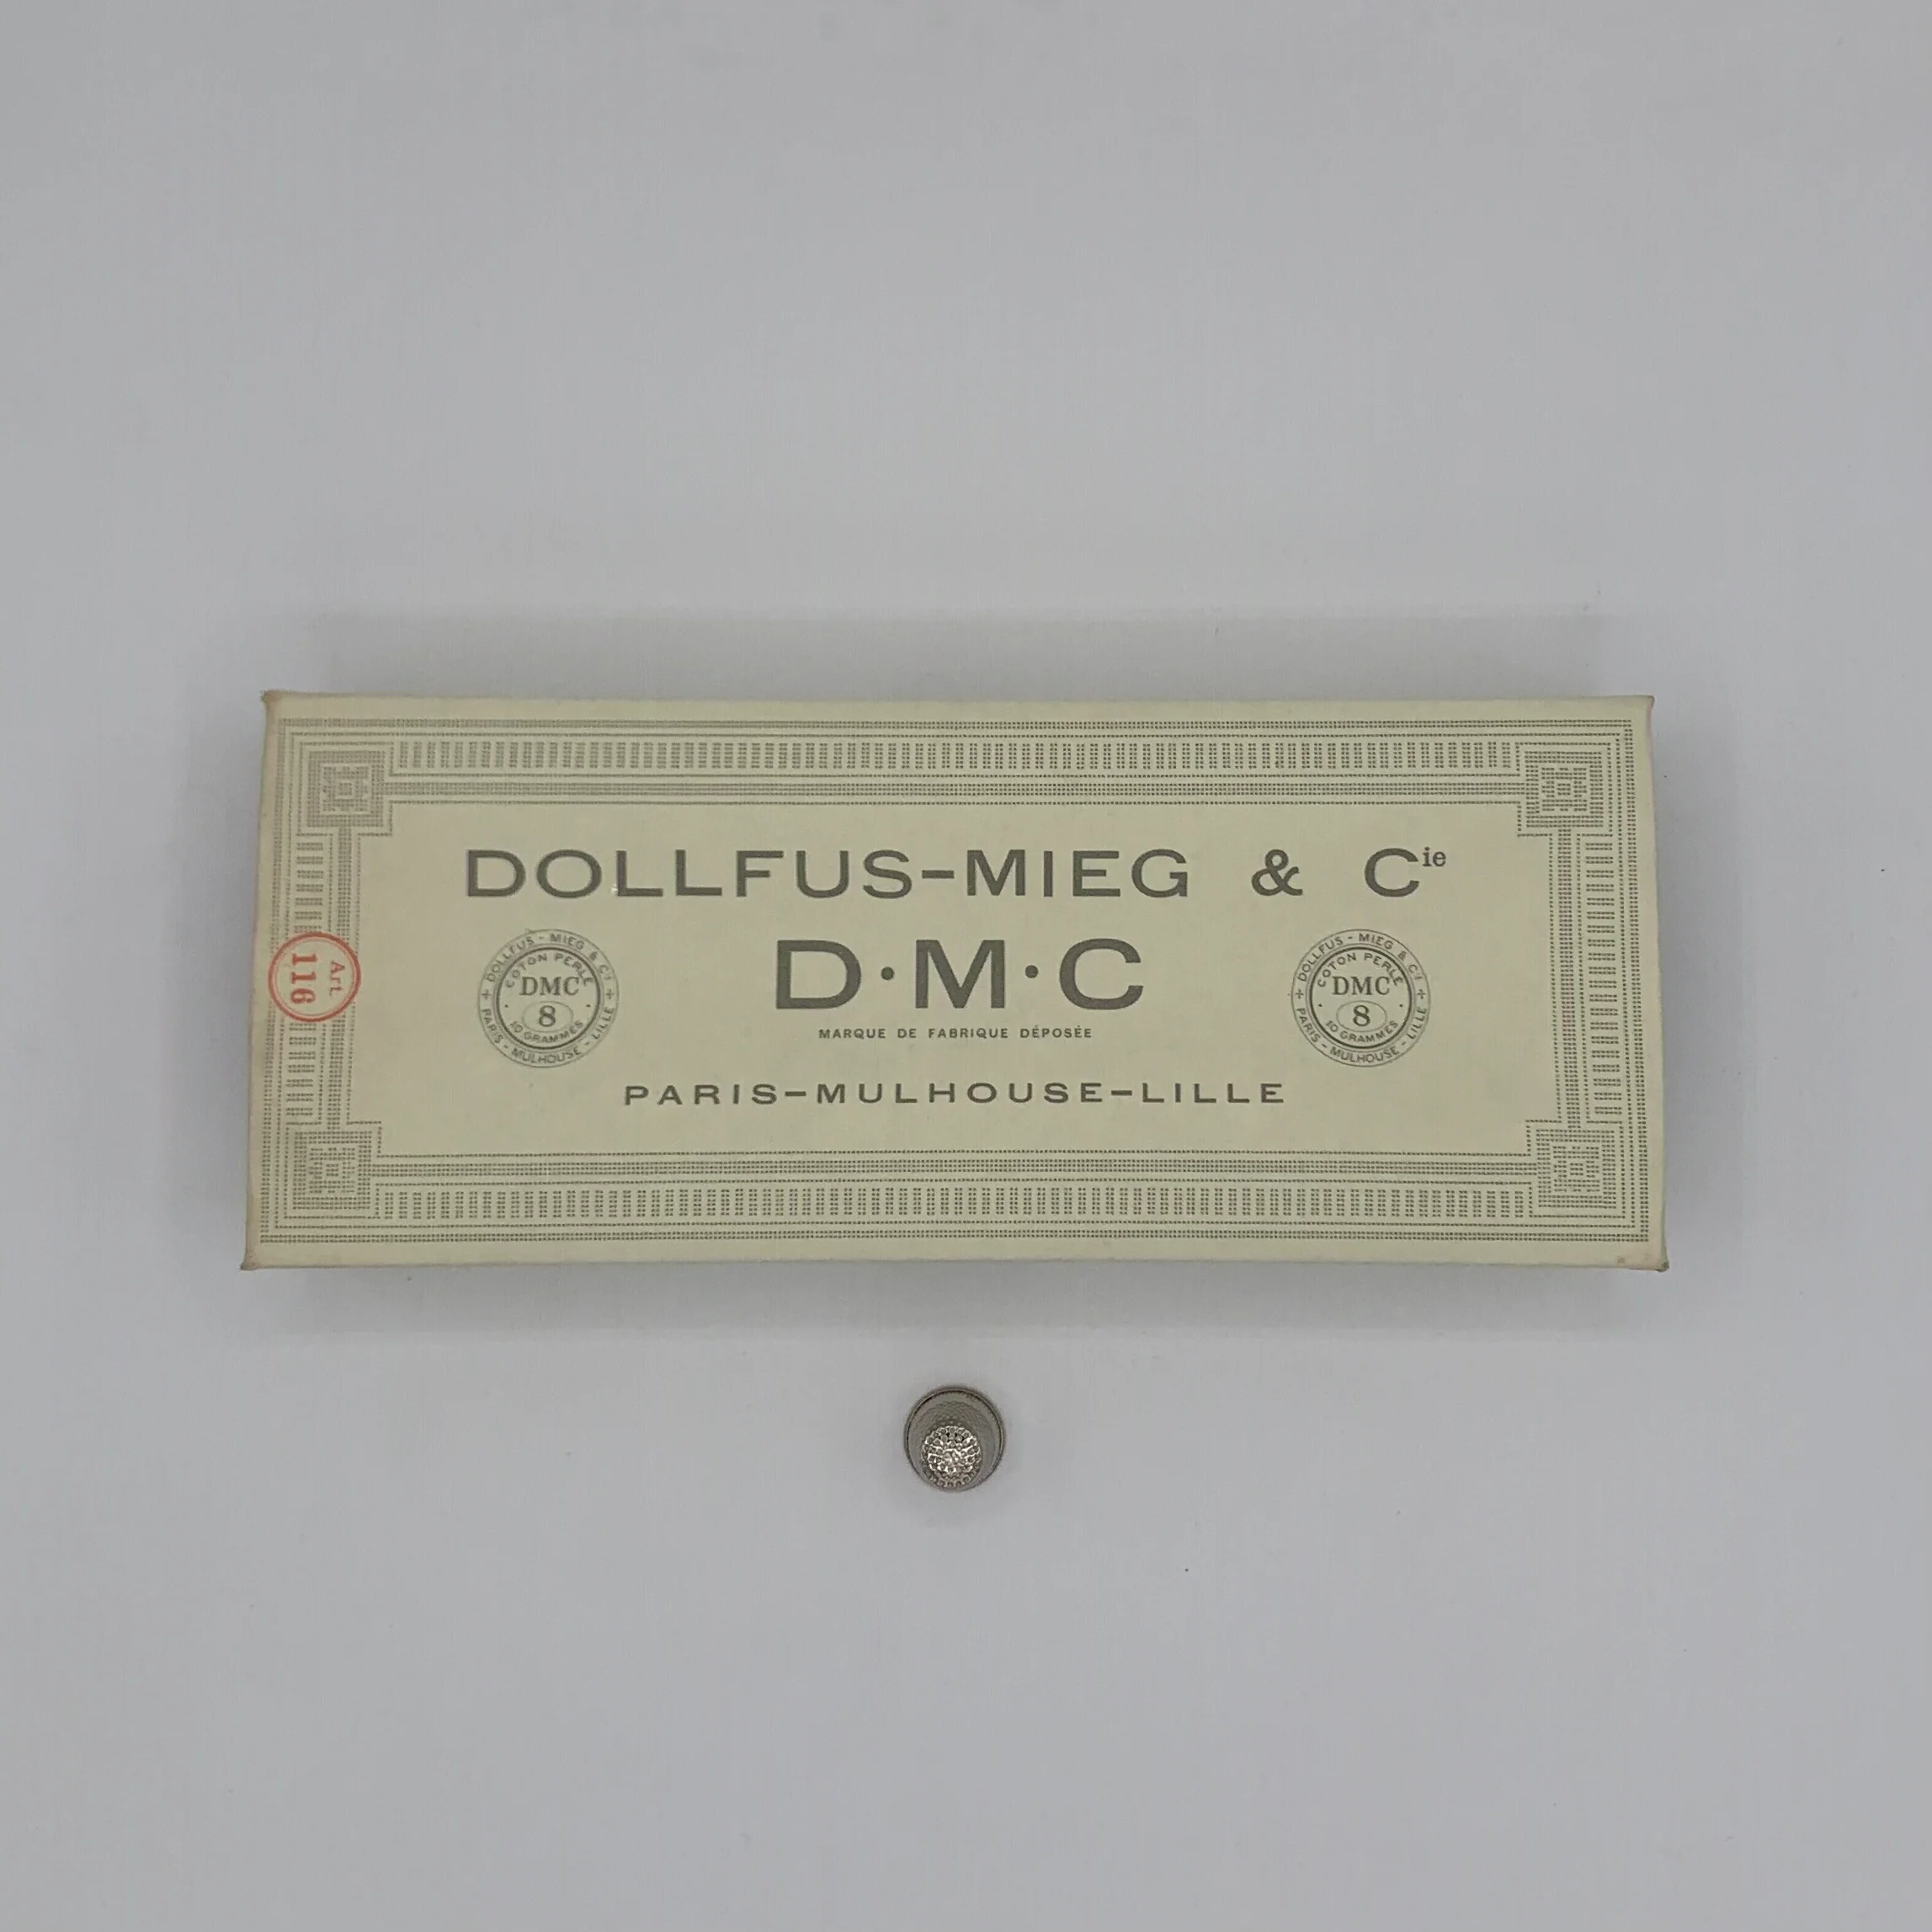 DOLLFUS-MIEG & Cie
D·M·C
MARQUE DE FABRIQUE DÉPOSÉE
PARIS-MULHOUSE-LILLE
Art.
116
DOLLFUS - MIEG & Cie
+ PARIS - MULHOUSE - LILLE +
COTON PERLÉ
DMC
8
10 GRAMMES
DOLLFUS - MIEG & Cie
+ PARIS - MULHOUSE - LILLE +
COTON PERLÉ
DMC
8
10 GRAMMES